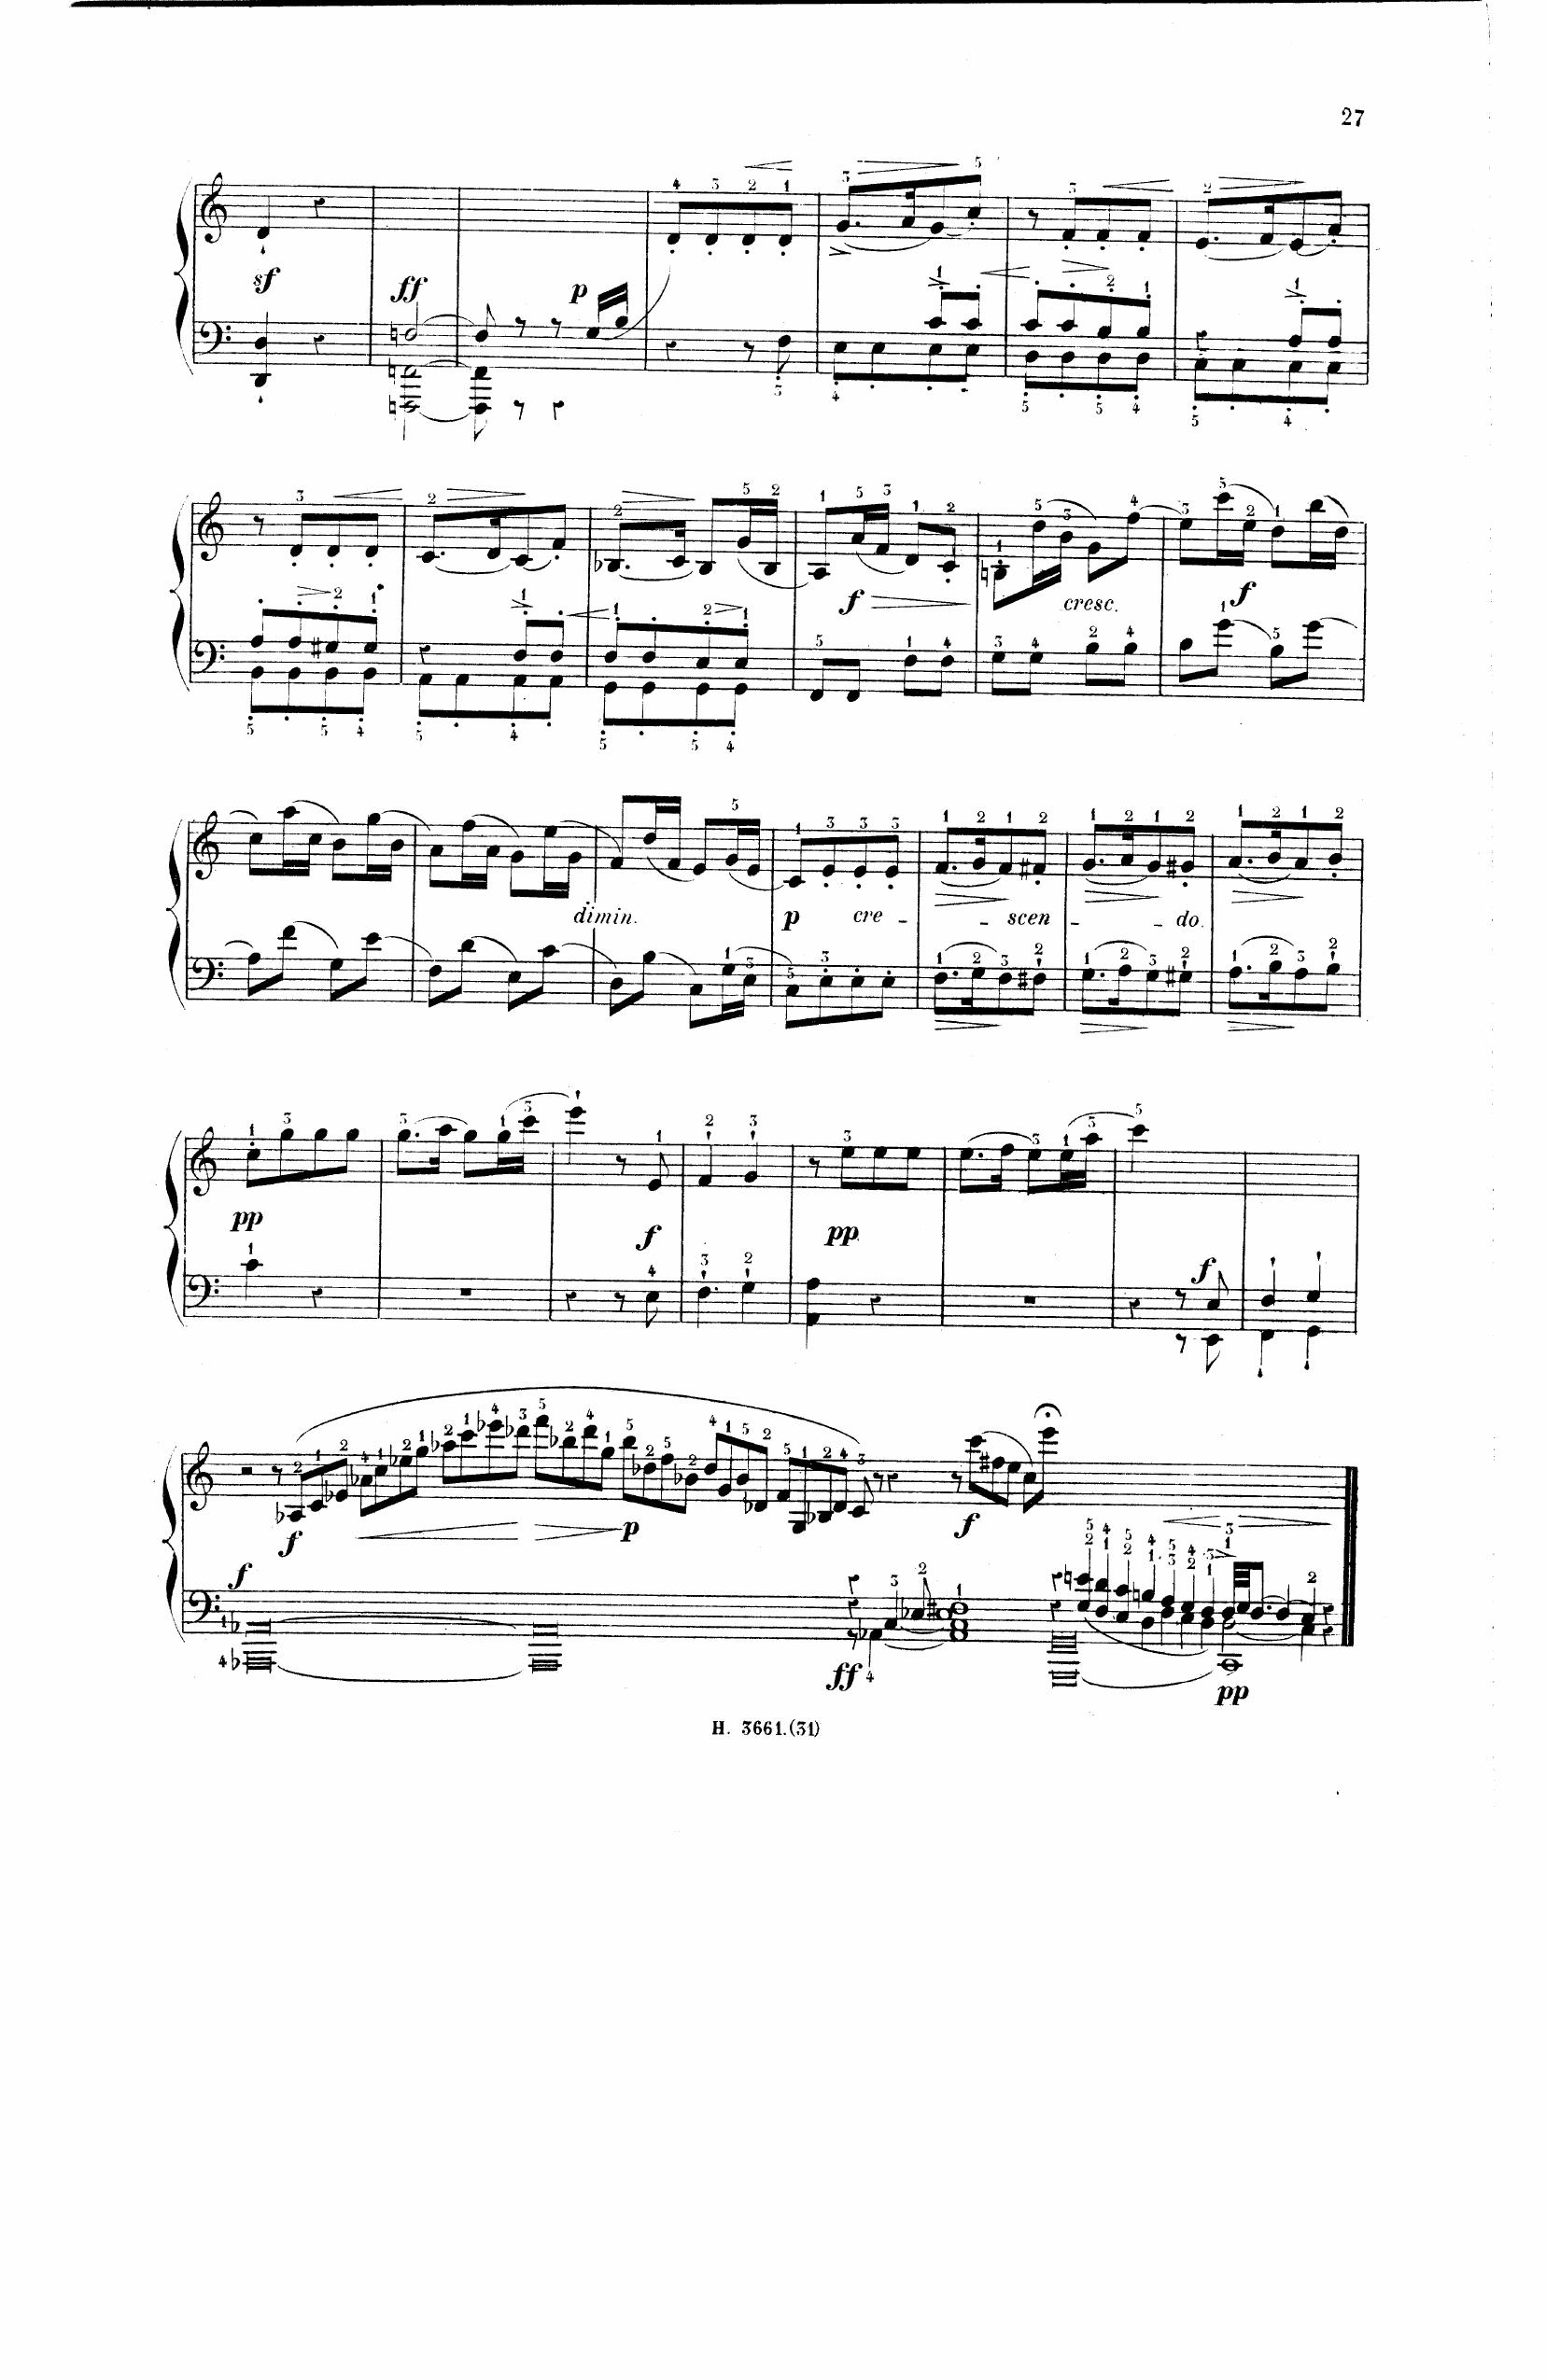 27
sf
ff
p
f
cresc.
f
dimin.
p cre - - scen - - do.
pp
f
pp
f
f
p
f
f
ff
pp
H. 3661.(31)